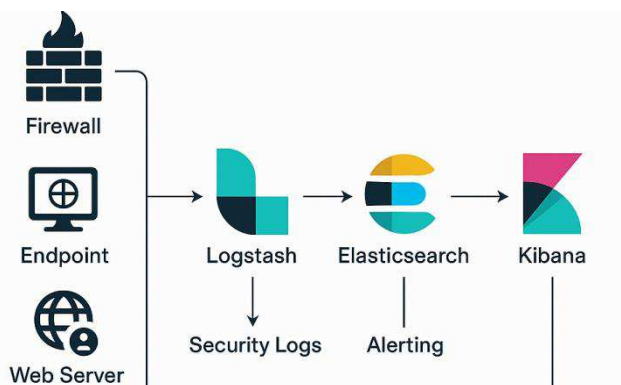 Firewall
Endpoint
Logstash
Elasticsearch
Kibana
Security Logs
Alerting
Web Server